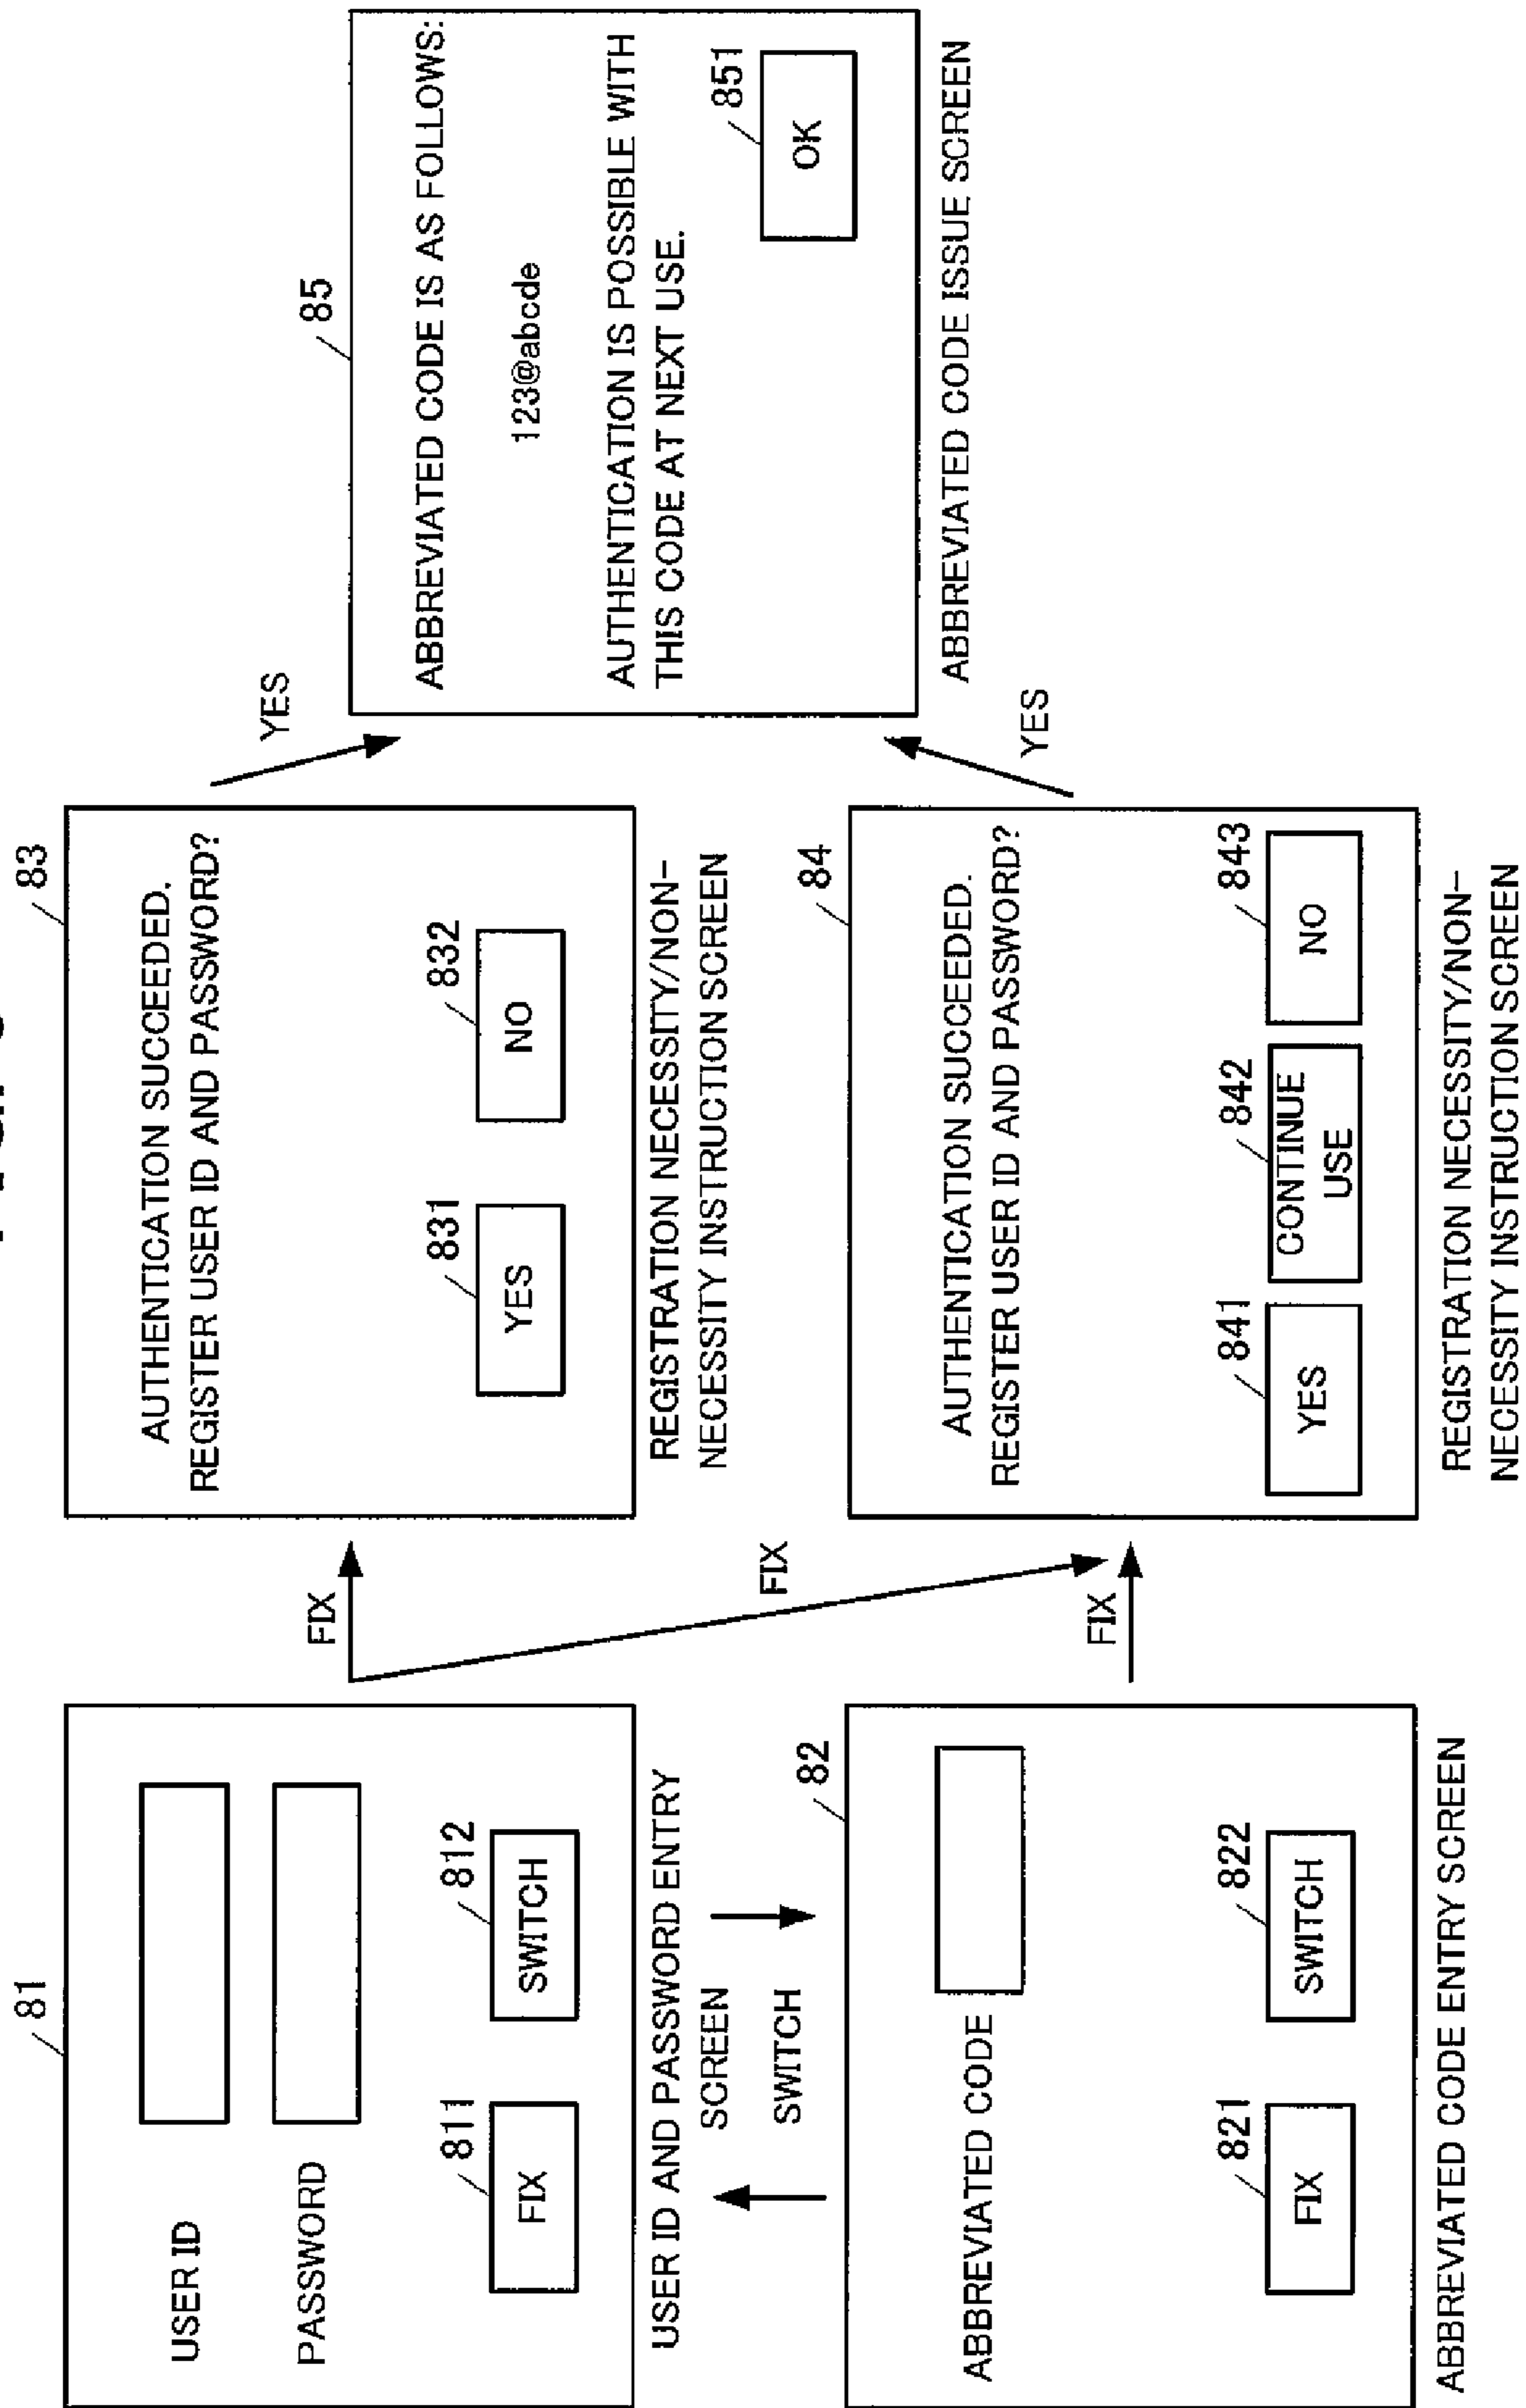 81
USER ID
PASSWORD
811
FIX
812
SWITCH
USER ID AND PASSWORD ENTRY
SCREEN
SWITCH
82
ABBREVIATED CODE
821
FIX
822
SWITCH
ABBREVIATED CODE ENTRY SCREEN
FIX
FIX
FIX
83
AUTHENTICATION SUCCEEDED.
REGISTER USER ID AND PASSWORD?
831
YES
832
NO
REGISTRATION NECESSITY/NON-
NECESSITY INSTRUCTION SCREEN
84
AUTHENTICATION SUCCEEDED.
REGISTER USER ID AND PASSWORD?
841
YES
842
CONTINUE
USE
843
NO
REGISTRATION NECESSITY/NON-
NECESSITY INSTRUCTION SCREEN
YES
YES
85
ABBREVIATED CODE IS AS FOLLOWS:
123@abcde
AUTHENTICATION IS POSSIBLE WITH
THIS CODE AT NEXT USE.
851
OK
ABBREVIATED CODE ISSUE SCREEN